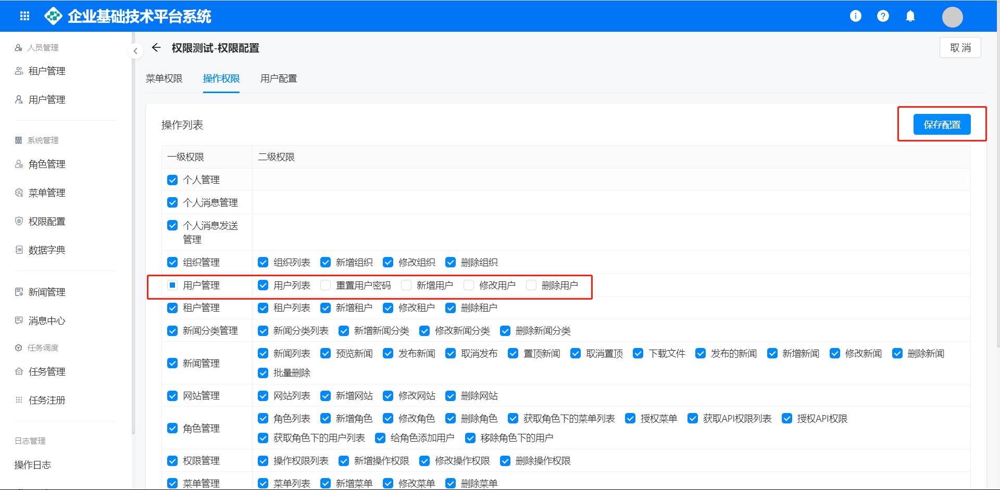 企业基础技术平台系统
人员管理
租户管理
用户管理
系统管理
角色管理
菜单管理
权限配置
数据字典
新闻管理
消息中心
任务调度
任务管理
任务注册
日志管理
操作日志
权限测试-权限配置
取 消
菜单权限 操作权限 用户配置
操作列表
保存配置
一级权限 二级权限
个人管理
个人消息管理
个人消息发送
管理
组织管理 组织列表 新增组织 修改组织 删除组织
用户管理 用户列表 重置用户密码 新增用户 修改用户 删除用户
租户管理 租户列表 新增租户 修改租户 删除租户
新闻分类管理 新闻分类列表 新增新闻分类 修改新闻分类 删除新闻分类
新闻管理 新闻列表 预览新闻 发布新闻 取消发布 置顶新闻 取消置顶 下载文件 发布的新闻 新增新闻 修改新闻 删除新闻
批量删除
网站管理 网站列表 新增网站 修改网站 删除网站
角色管理 角色列表 新增角色 修改角色 删除角色 获取角色下的菜单列表 授权菜单 获取API权限列表 授权API权限
获取角色下的用户列表 给角色添加用户 移除角色下的用户
权限管理 操作权限列表 新增操作权限 修改操作权限 删除操作权限
菜单管理 菜单列表 新增菜单 修改菜单 删除菜单